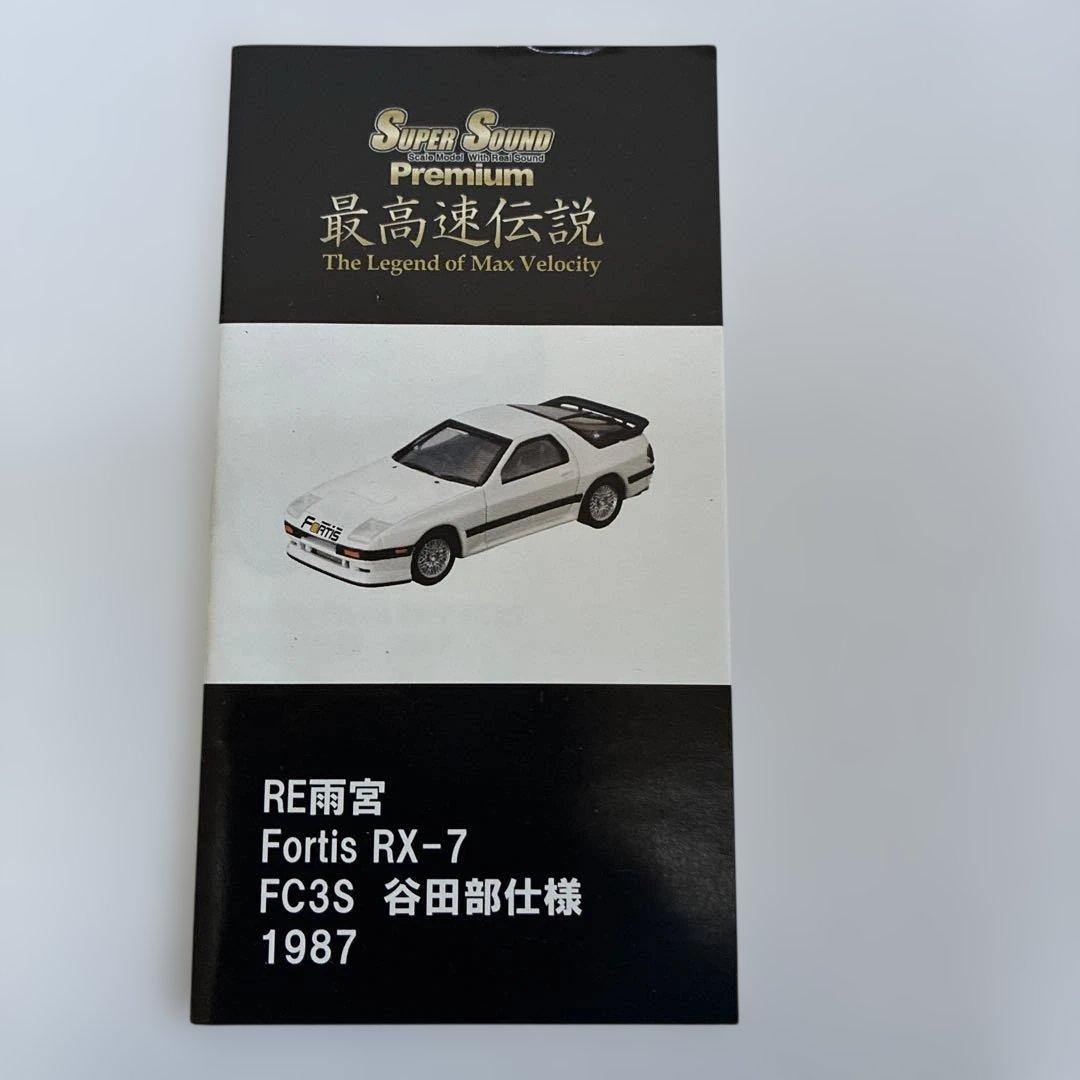 SUPER SOUND
Scale Model With Real Sound
Premium
最高速伝説
The Legend of Max Velocity
FORTIS
RE雨宮
Fortis RX-7
FC3S 谷田部仕様
1987